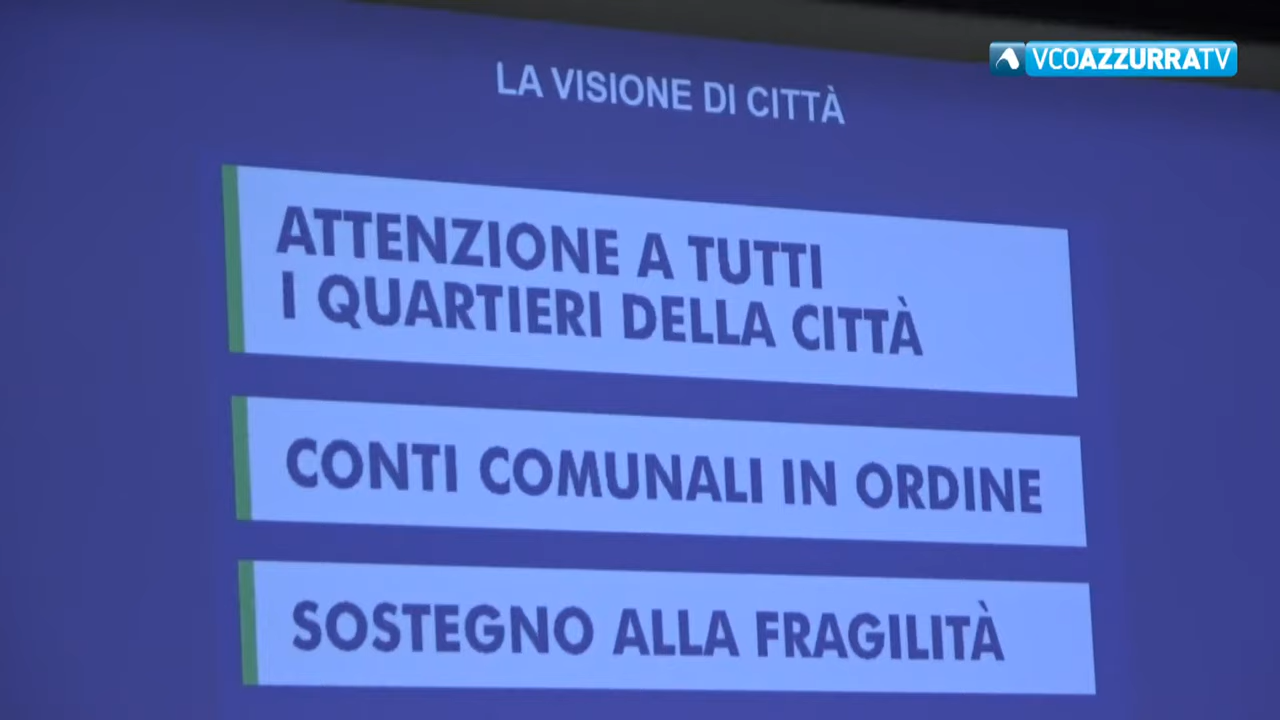 VCOAZZURRATV
LA VISIONE DI CITTÀ
ATTENZIONE A TUTTI
I QUARTIERI DELLA CITTÀ
CONTI COMUNALI IN ORDINE
SOSTEGNO ALLA FRAGILITÀ